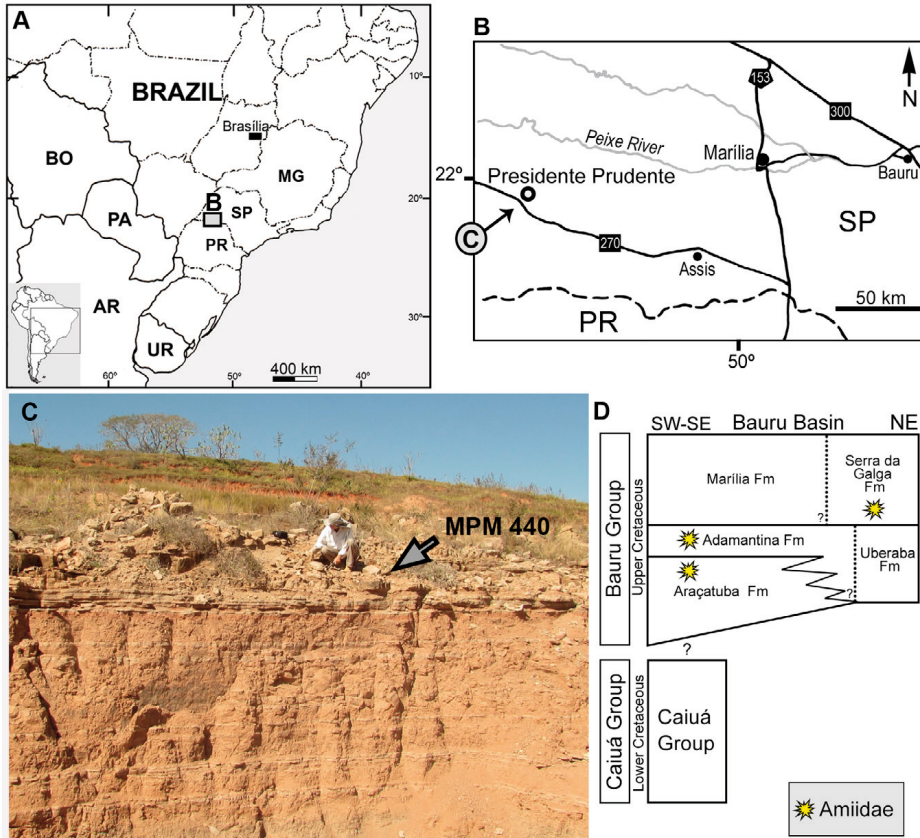 A
BRAZIL
Brasília
BO
MG
B
SP
PA
PR
AR
UR
10°
20°
30°
60°
50°
40°
400 km
B
N
153
300
Peixe River
Marília
Bauru
22°
Presidente Prudente
SP
C
270
Assis
50 km
PR
50°
C
MPM 440
D
SW-SE
Bauru Basin
NE
Bauru Group
Upper Cretaceous
Marília Fm
Serra da
Galga
Fm
?
Adamantina Fm
Uberaba
Fm
Araçatuba Fm
?
?
Caiuá Group
Lower Cretaceous
Caiuá
Group
Amiidae